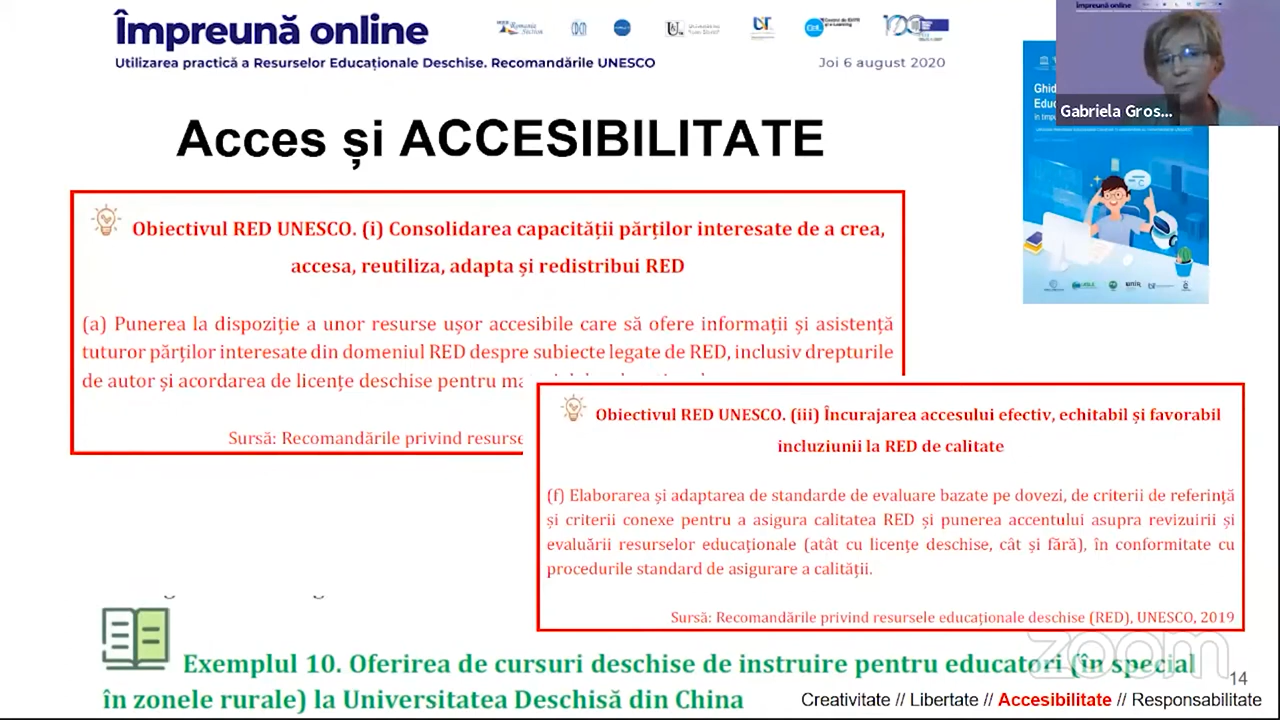 Împreună online
Utilizarea practică a Resurselor Educaționale Deschise. Recomandările UNESCO
Joi 6 august 2020
Gabriela Gros...
Ghid
Acces și ACCESIBILITATE
Obiectivul RED UNESCO. (i) Consolidarea capacității părților interesate de a crea,
accesa, reutiliza, adapta și redistribui RED
(a) Punerea la dispoziție a unor resurse ușor accesibile care să ofere informații și asistență
tuturor părților interesate din domeniul RED despre subiecte legate de RED, inclusiv drepturile
de autor și acordarea de licențe deschise pentru
Sursă: Recomandările privind resurse
Obiectivul RED UNESCO. (iii) Încurajarea accesului efectiv, echitabil și favorabil
incluziunii la RED de calitate
(f) Elaborarea și adaptarea de standarde de evaluare bazate pe dovezi, de criterii de referință
și criterii conexe pentru a asigura calitatea RED și punerea accentului asupra revizuirii și
evaluării resurselor educaționale (atât cu licențe deschise, cât și fără), în conformitate cu
procedurile standard de asigurare a calității.
Sursă: Recomandările privind resursele educaționale deschise (RED), UNESCO, 2019
zoom
Exemplul 10. Oferirea de cursuri deschise de instruire pentru educatori (în special
în zonele rurale) la Universitatea Deschisă din China
14
Creativitate // Libertate // Accesibilitate // Responsabilitate